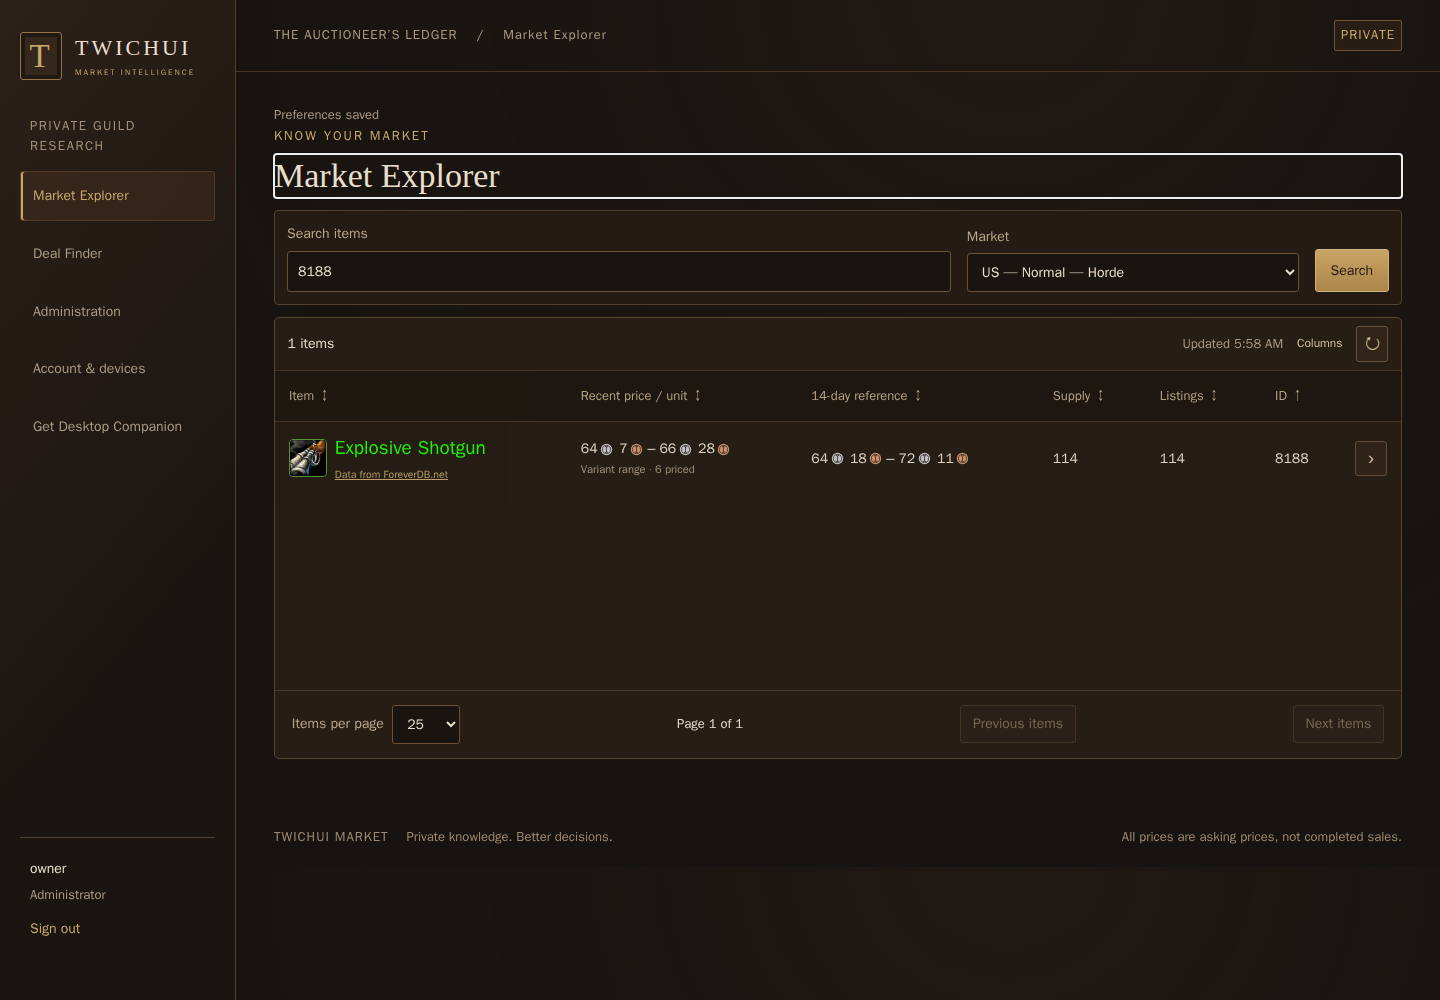 T
TWICHUI
MARKET INTELLIGENCE
PRIVATE GUILD
RESEARCH
Market Explorer
Deal Finder
Administration
Account & devices
Get Desktop Companion
owner
Administrator
Sign out
THE AUCTIONEER'S LEDGER / Market Explorer
PRIVATE
Preferences saved
KNOW YOUR MARKET
Market Explorer
Search items
Market
8188
US — Normal — Horde
Search
1 items
Updated 5:58 AM
Columns
Item ↕ Recent price / unit ↕ 14-day reference ↕ Supply ↕ Listings ↕ ID ↑
Explosive Shotgun
Data from ForeverDB.net
64 7 – 66 28
Variant range · 6 priced
64 18 – 72 11
114
114
8188
›
Items per page 25
Page 1 of 1
Previous items
Next items
TWICHUI MARKET Private knowledge. Better decisions.
All prices are asking prices, not completed sales.